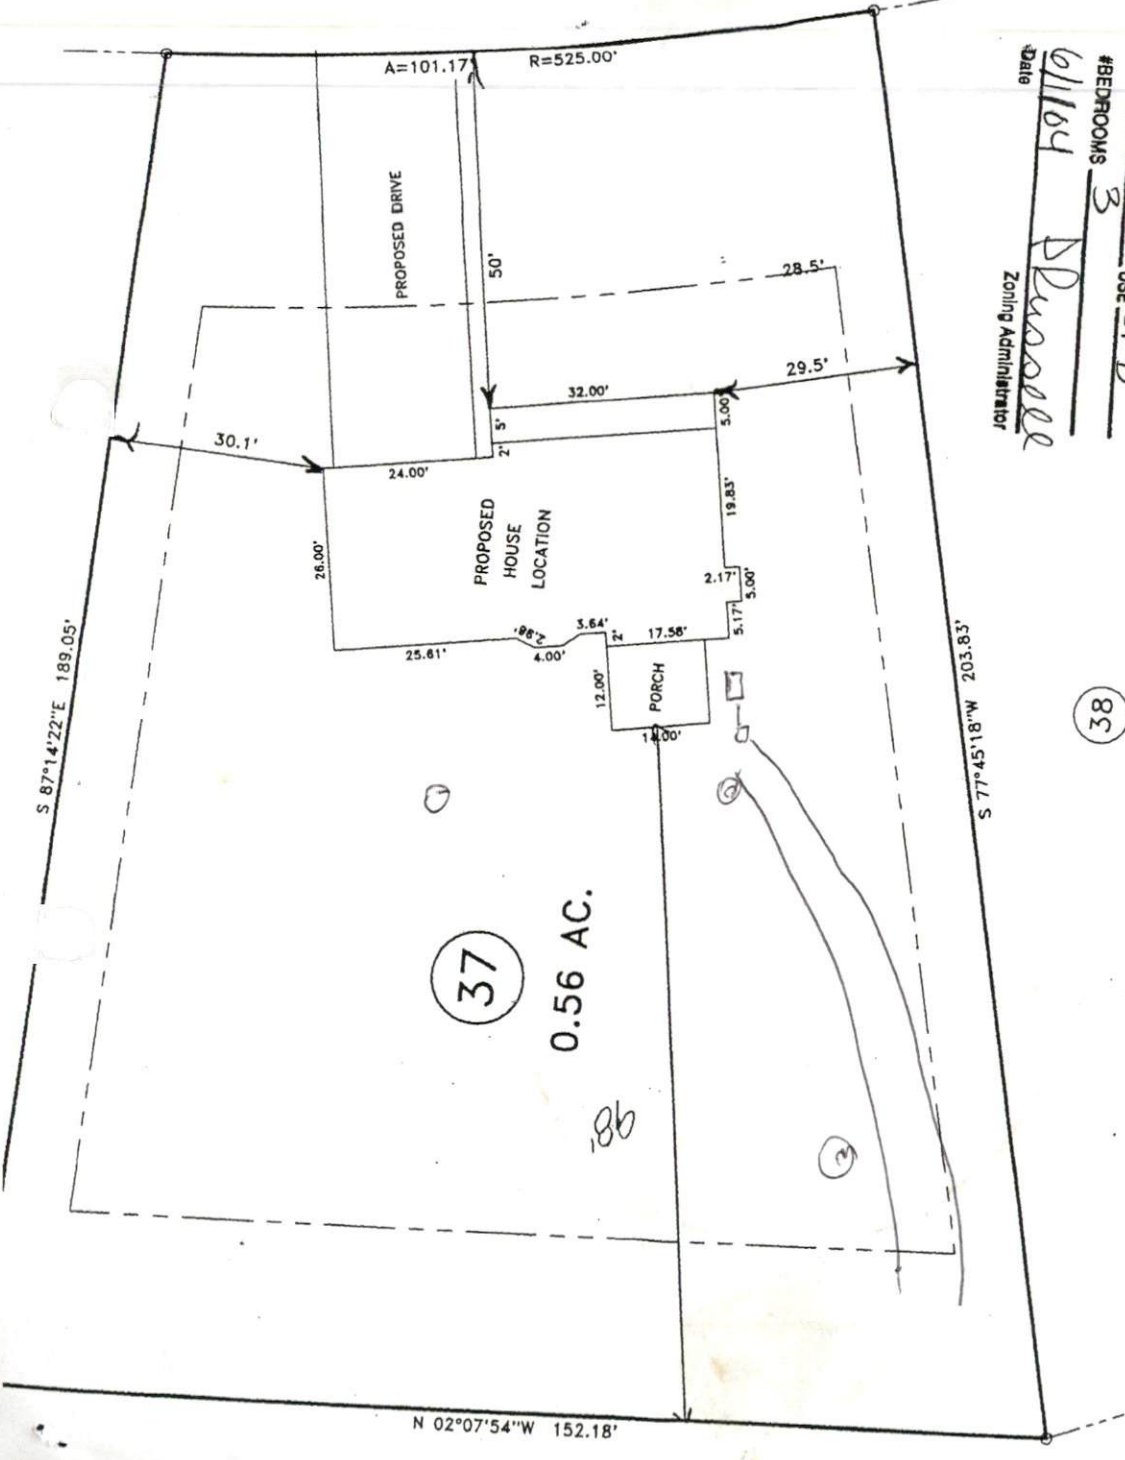 A=101.17'
R=525.00'
#BEDROOMS 3
6/1/04
Date
Zoning Administrator
PROPOSED DRIVE
50'
28.5'
29.5'
30.1'
32.00'
5.00'
5'
2'
24.00'
19.83'
26.00'
PROPOSED
HOUSE
LOCATION
2.17'
5.00'
5.17'
25.61'
2.98'
4.00'
3.64'
2'
17.58'
12.00'
PORCH
14.00'
S 87°14'22"E 189.05'
S 77°45'18"W 203.83'
38
37
0.56 AC.
98'
2
3
N 02°07'54"W 152.18'